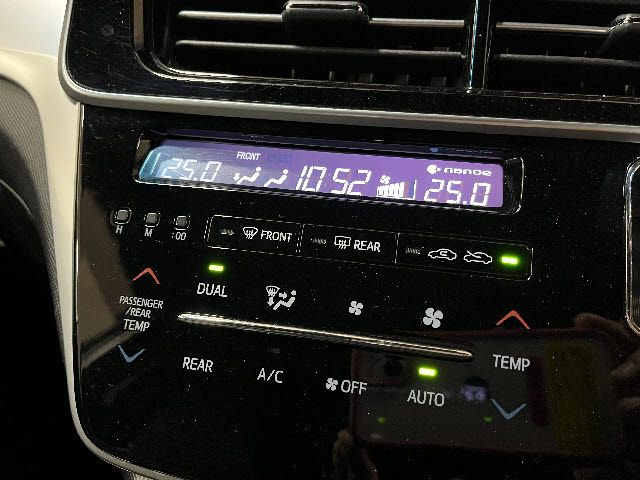 FRONT
25.0 10:52 25.0
nanoe
H M :00
FRONT
REAR
DUAL
PASSENGER
/REAR
TEMP
REAR
A/C
OFF
AUTO
TEMP